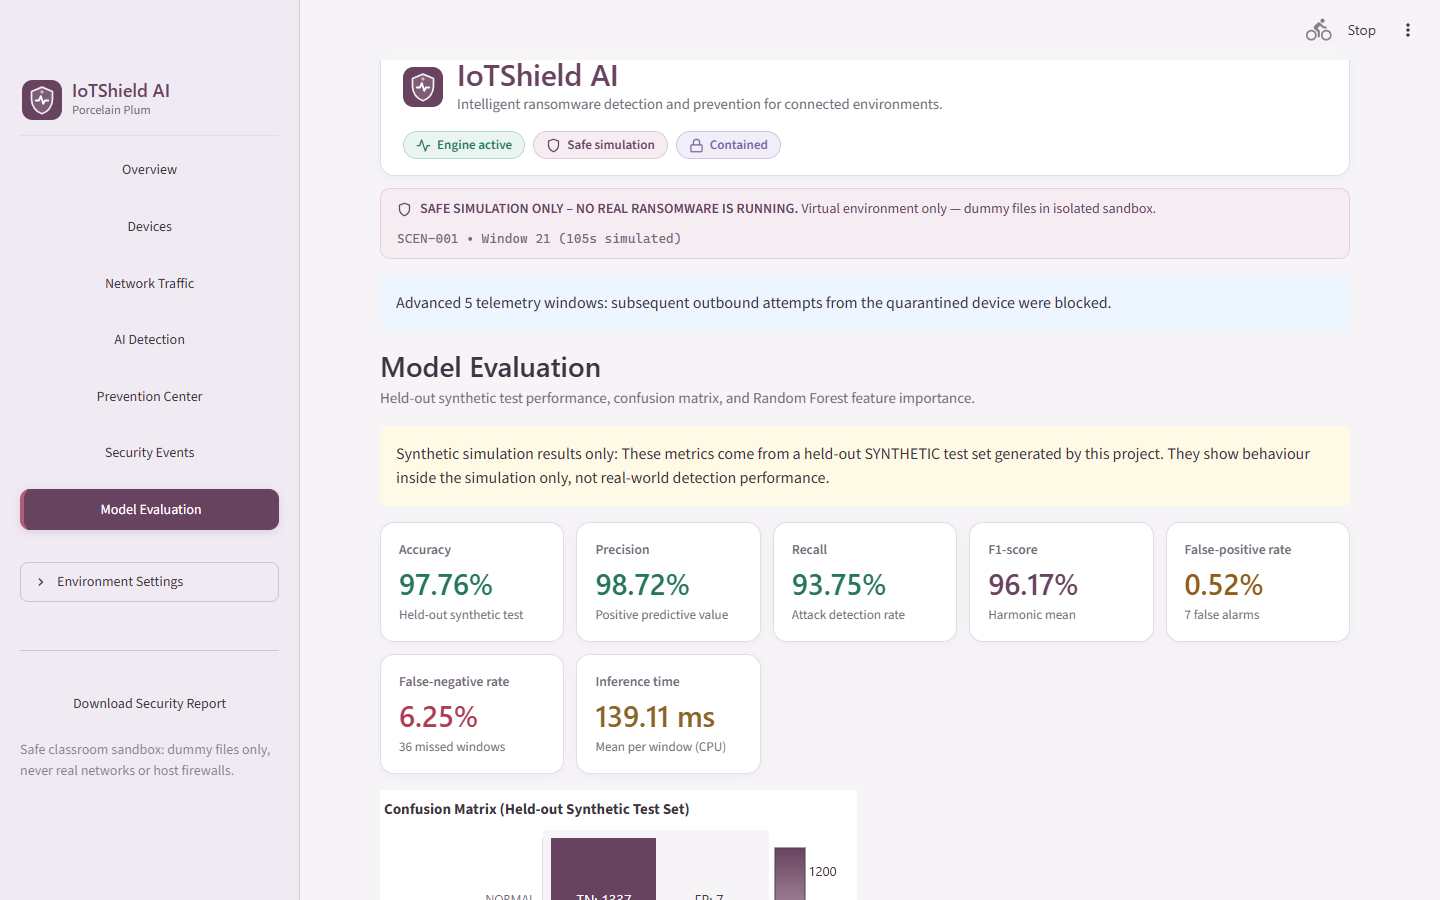 Stop
IoTShield AI
Porcelain Plum
Overview
Devices
Network Traffic
AI Detection
Prevention Center
Security Events
Model Evaluation
Environment Settings
Download Security Report
Safe classroom sandbox: dummy files only,
never real networks or host firewalls.
IoTShield AI
Intelligent ransomware detection and prevention for connected environments.
Engine active
Safe simulation
Contained
SAFE SIMULATION ONLY – NO REAL RANSOMWARE IS RUNNING. Virtual environment only — dummy files in isolated sandbox.
SCEN-001 • Window 21 (105s simulated)
Advanced 5 telemetry windows: subsequent outbound attempts from the quarantined device were blocked.
Model Evaluation
Held-out synthetic test performance, confusion matrix, and Random Forest feature importance.
Synthetic simulation results only: These metrics come from a held-out SYNTHETIC test set generated by this project. They show behaviour
inside the simulation only, not real-world detection performance.
Accuracy
97.76%
Held-out synthetic test
Precision
98.72%
Positive predictive value
Recall
93.75%
Attack detection rate
F1-score
96.17%
Harmonic mean
False-positive rate
0.52%
7 false alarms
False-negative rate
6.25%
36 missed windows
Inference time
139.11 ms
Mean per window (CPU)
Confusion Matrix (Held-out Synthetic Test Set)
1200
NORMAL
TN: 1337
FP: 7